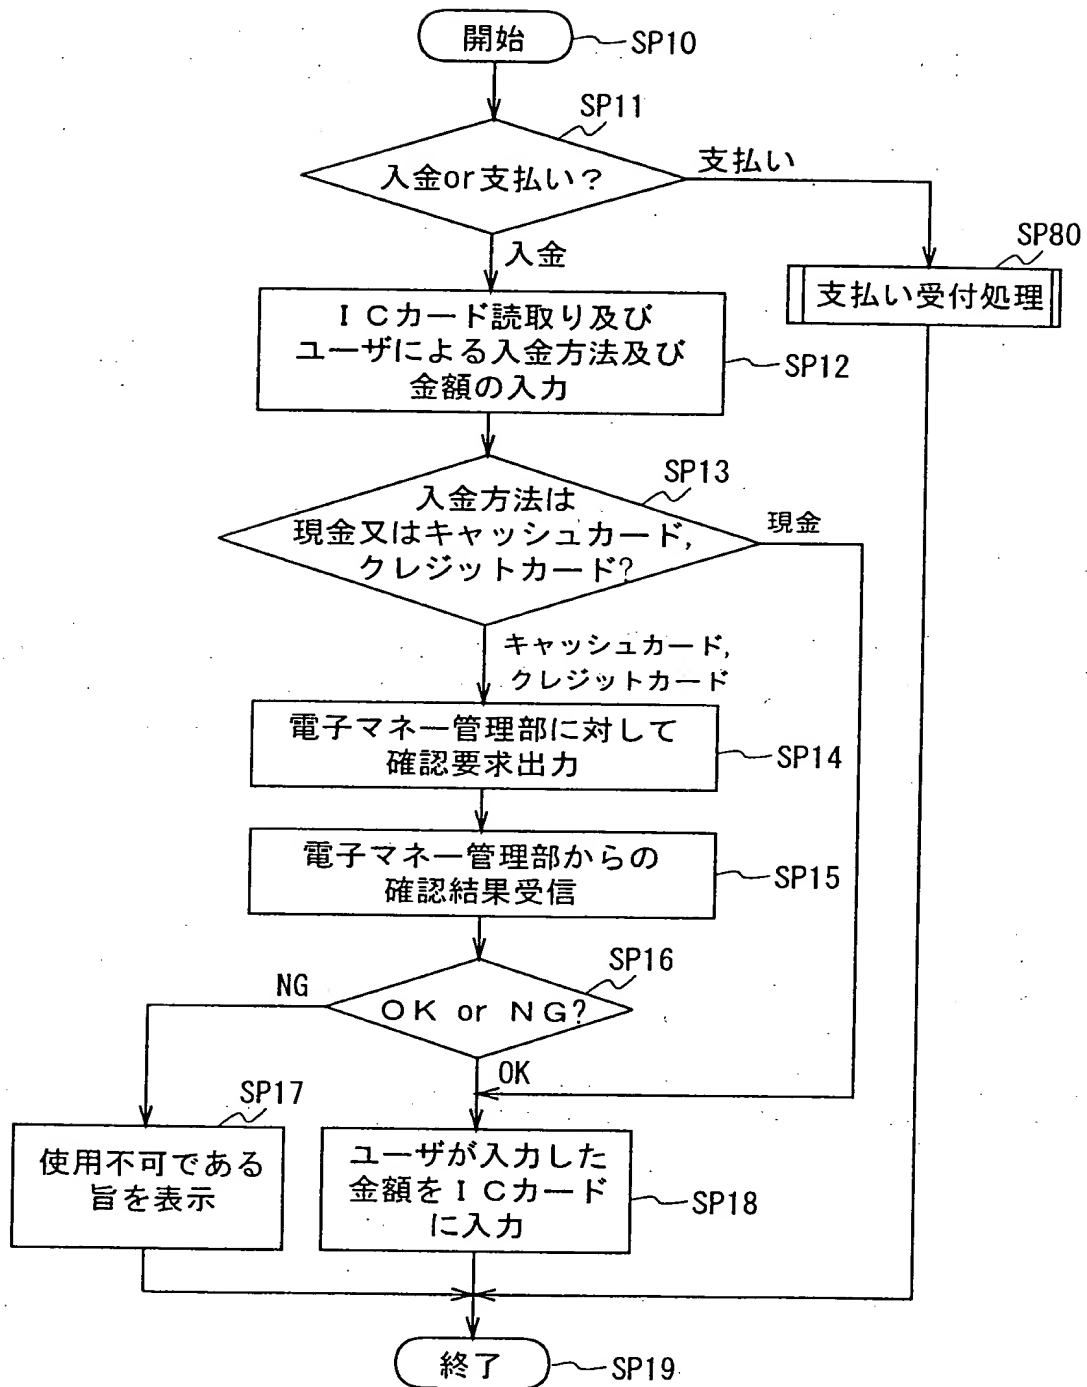 開始
SP10
SP11
入金or支払い?
支払い
入金
SP80
支払い受付処理
ICカード読取り及び
ユーザによる入金方法及び
金額の入力
SP12
SP13
入金方法は
現金又はキャッシュカード,
クレジットカード?
現金
キャッシュカード,
クレジットカード
電子マネー管理部に対して
確認要求出力
SP14
電子マネー管理部からの
確認結果受信
SP15
SP16
OK or NG?
NG
OK
SP17
使用不可である
旨を表示
ユーザが入力した
金額をICカード
に入力
SP18
終了
SP19